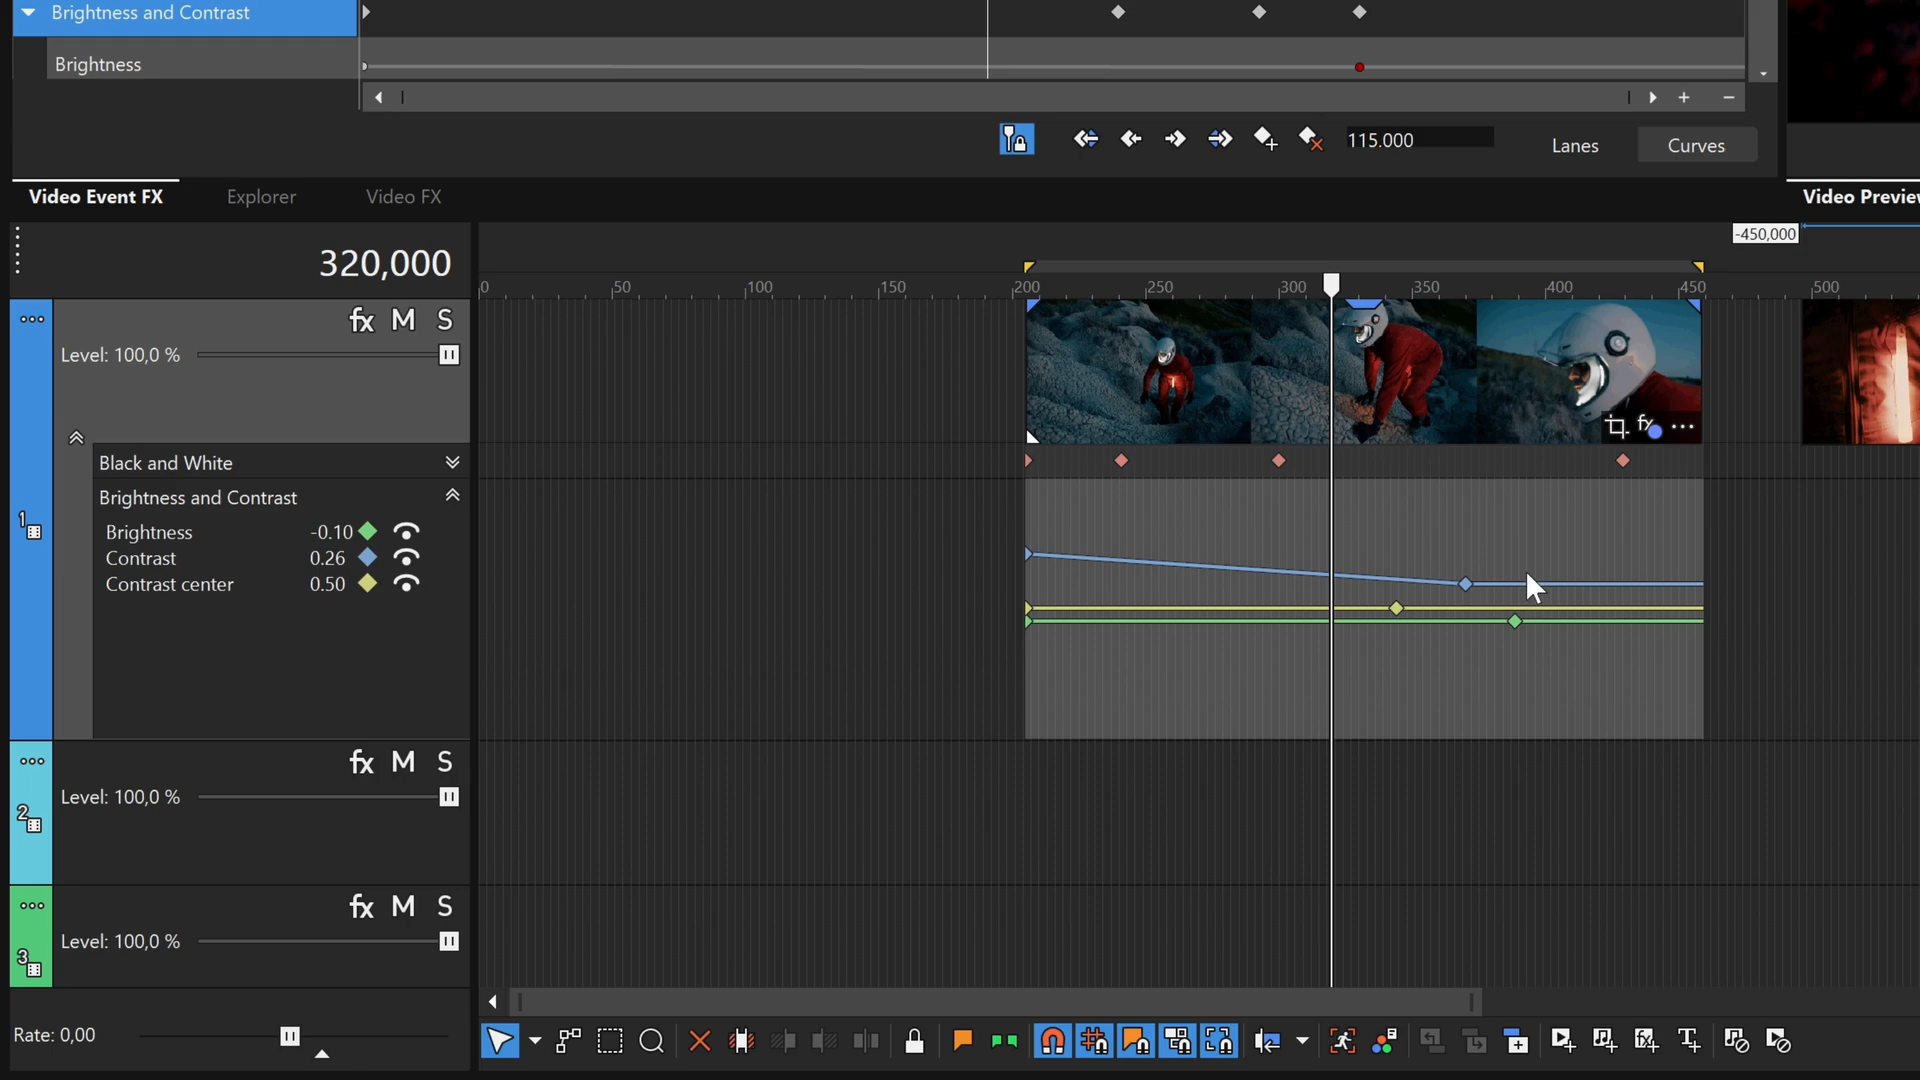 Brightness and Contrast
Brightness
115.000
Lanes
Curves
Video Event FX
Explorer
Video FX
320,000
-450,000
0
50
100
150
200
250
300
350
400
450
500
fx M S
Level: 100,0 %
1
Black and White
Brightness and Contrast
Brightness -0.10
Contrast 0.26
Contrast center 0.50
fx M S
Level: 100,0 %
2
fx M S
Level: 100,0 %
3
Rate: 0,00